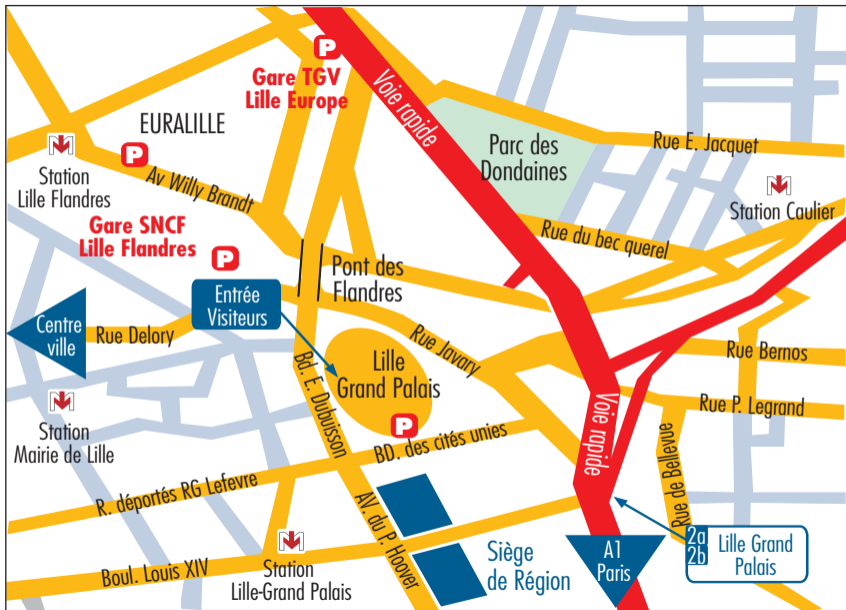 P
Gare TGV
Lille Europe
Voie rapide
EURALILLE
Parc des
Dondaines
Rue E. Jacquet
M
Station
Lille Flandres
P
Av Willy Brandt
M
Station Caulier
Gare SNCF
Lille Flandres
P
Rue du bec querel
Pont des
Flandres
Entrée
Visiteurs
Centre
ville
Rue Delory
Rue Javary
Lille
Grand Palais
Bd. E. Dubuisson
Rue Bernos
Rue P. Legrand
M
Station
Mairie de Lille
P
BD. des cités unies
Voie rapide
Rue de Bellevue
R. déportés RG Lefevre
AV. du P. Hoover
M
Station
Lille-Grand Palais
Boul. Louis XIV
Siège
de Région
A1
Paris
2a
2b
Lille Grand
Palais